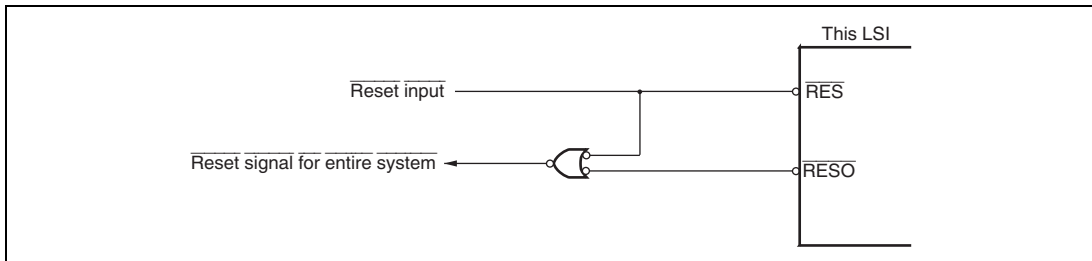 This LSI
Reset input
RES
Reset signal for entire system
RESO